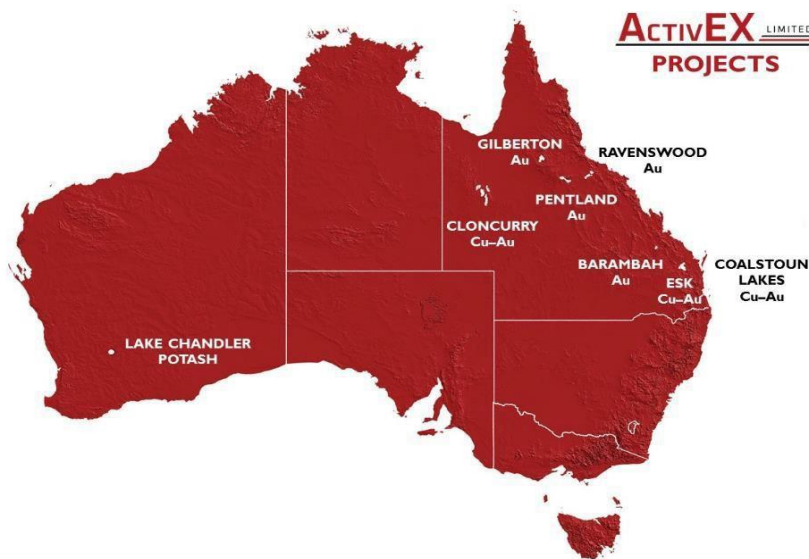 ACTIVEX LIMITED
PROJECTS
GILBERTON
Au
RAVENSWOOD
Au
PENTLAND
Au
CLONCURRY
Cu–Au
BARAMBAH
Au
ESK
Cu–Au
COALSTOUN
LAKES
Cu–Au
LAKE CHANDLER
POTASH